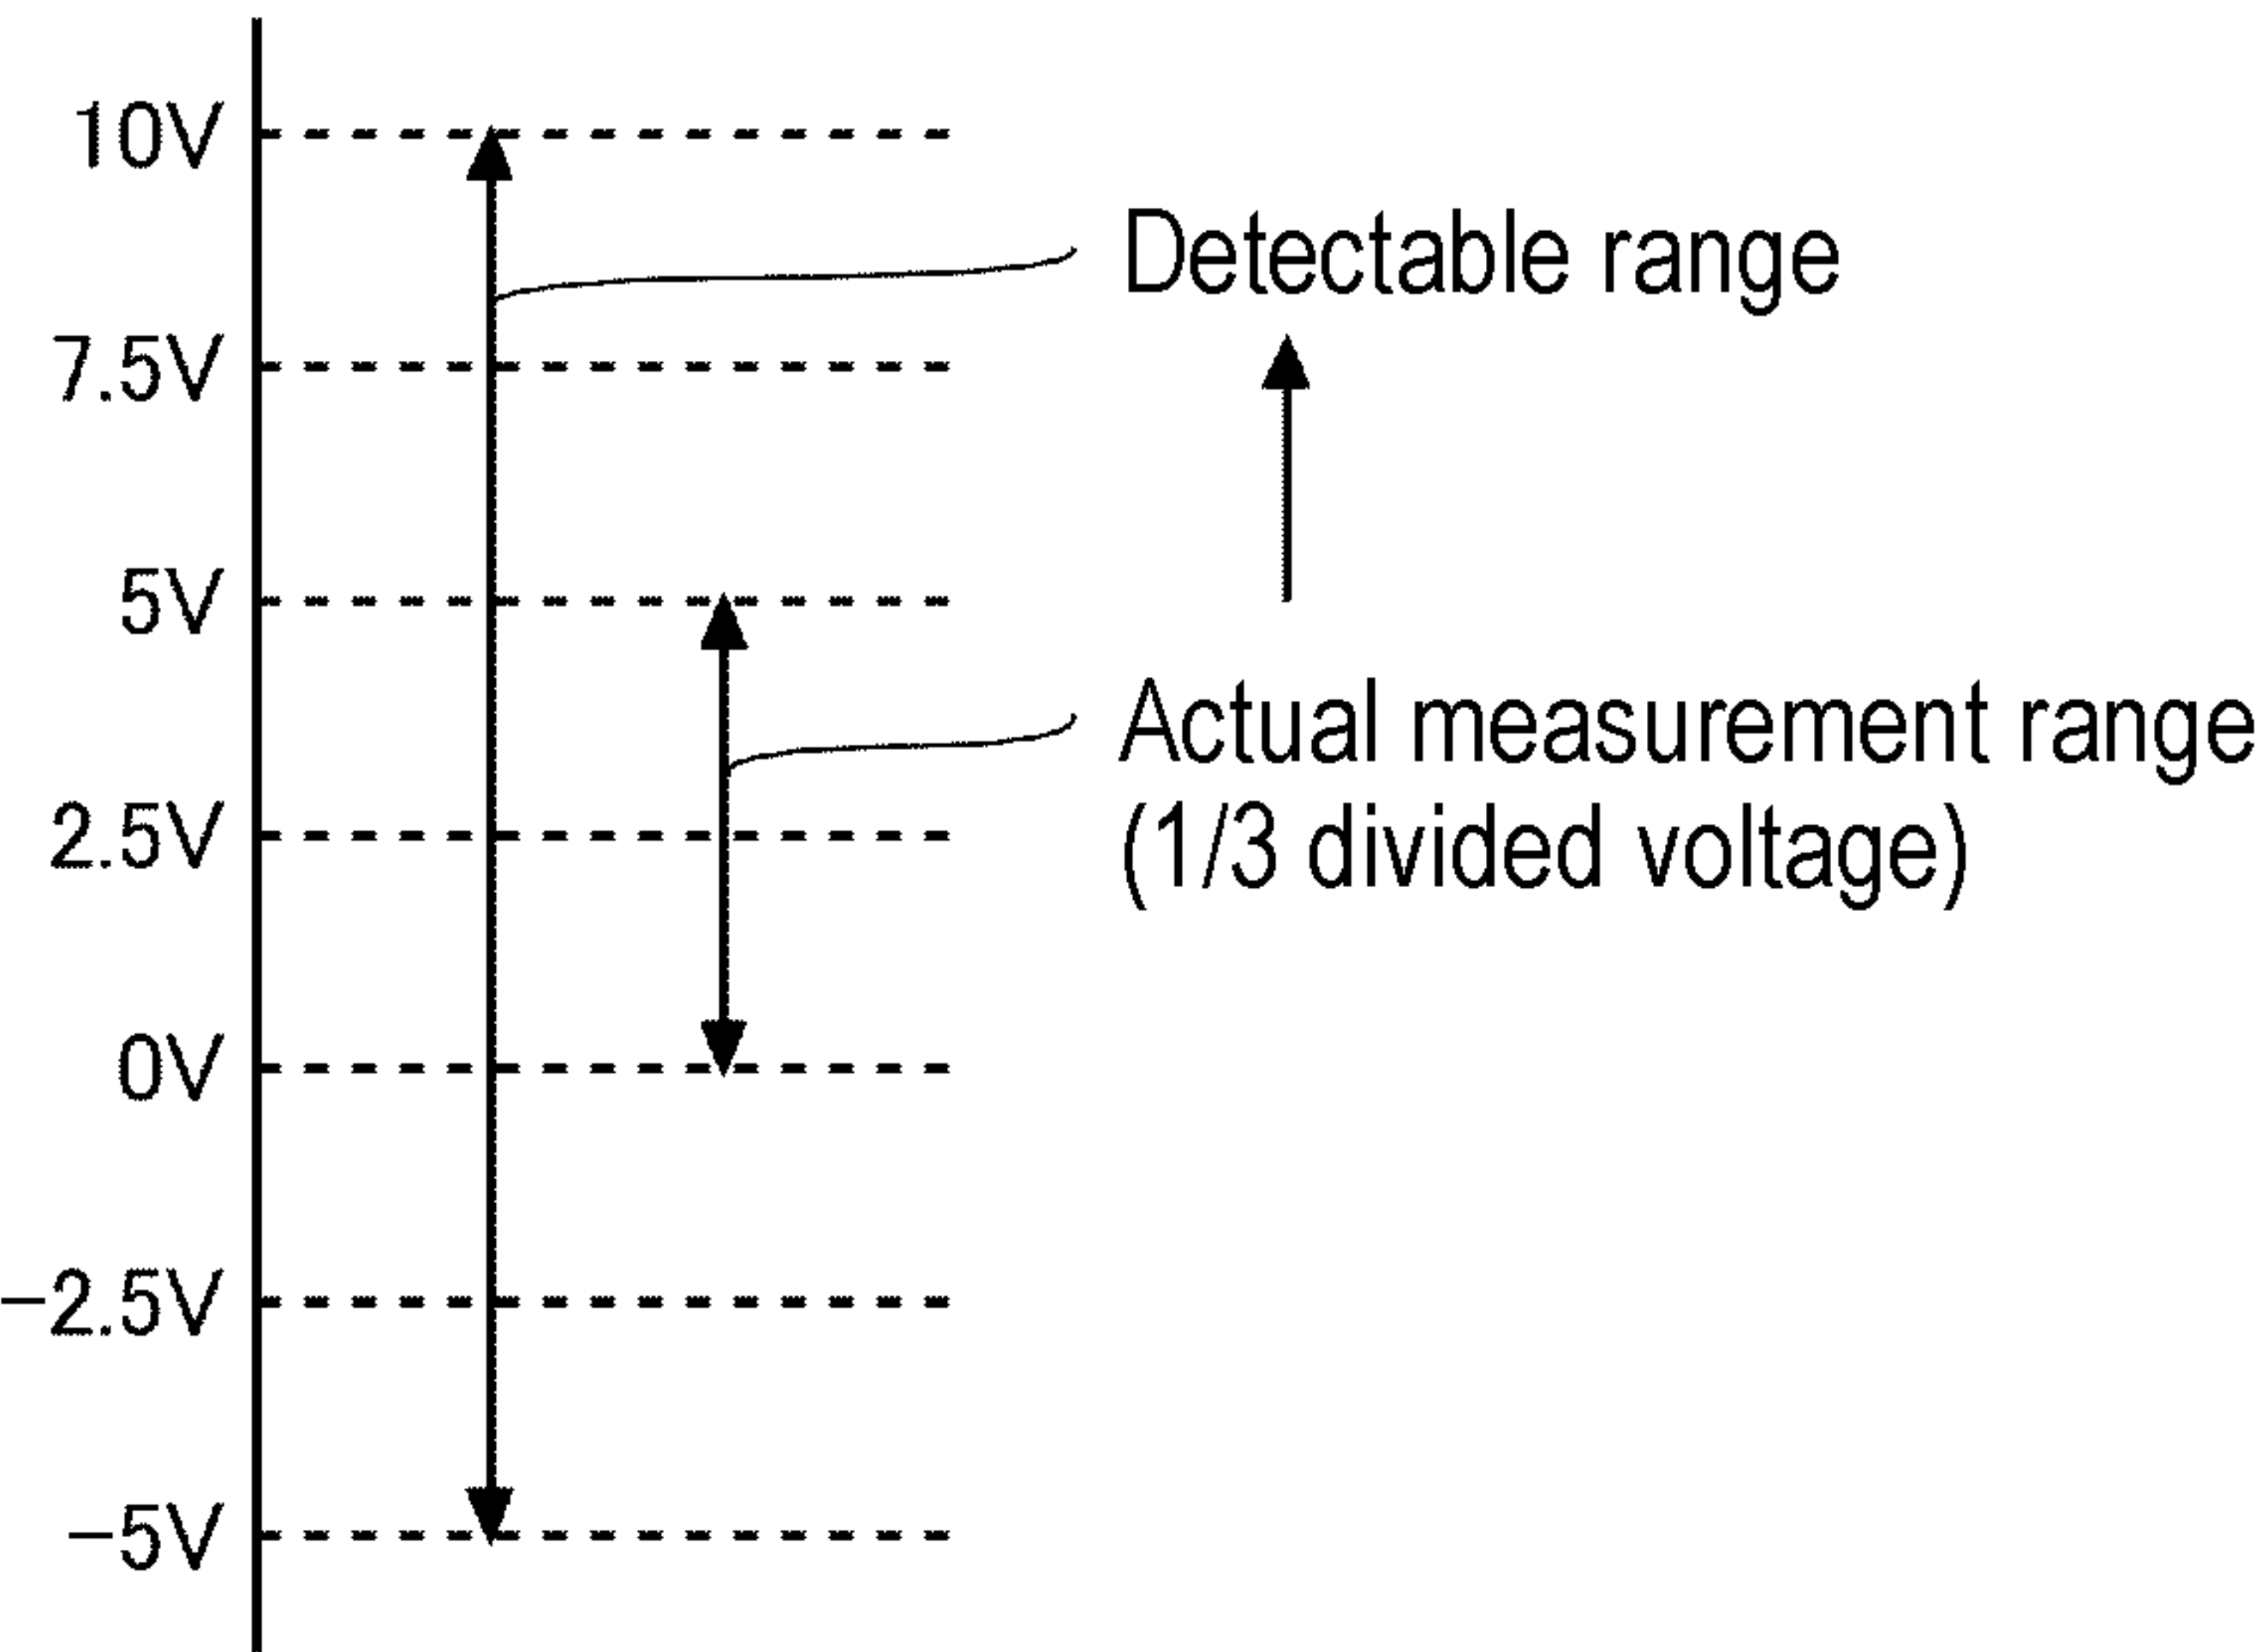 10V
Detectable range
7.5V
5V
Actual measurement range
(1/3 divided voltage)
2.5V
0V
−2.5V
−5V